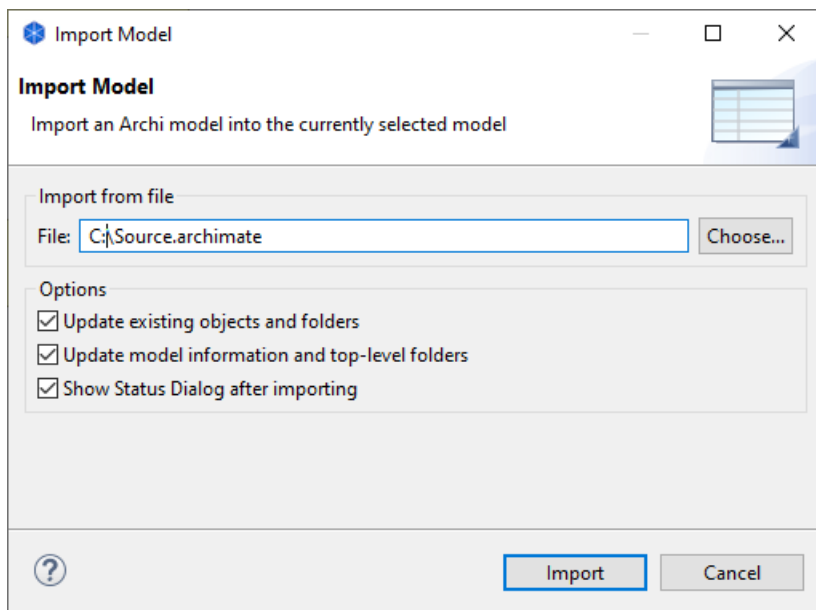 Import Model
Import Model
Import an Archi model into the currently selected model
Import from file
File: C:\Source.archimate Choose...
Options
Update existing objects and folders
Update model information and top-level folders
Show Status Dialog after importing
? Import Cancel